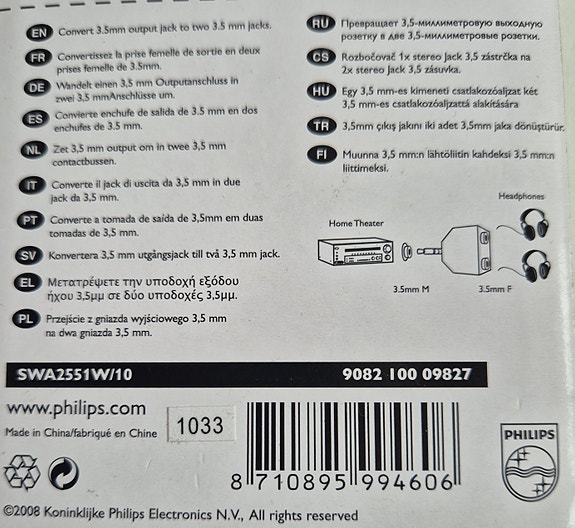 EN Convert 3.5mm output jack to two 3.5 mm jacks.
FR Convertissez la prise femelle de sortie en deux
prises femelle de 3.5mm.
DE Wandelt einen 3,5 mm Outputanschluss in
zwei 3,5 mmAnschlüsse um.
ES Convierte enchufe de salida de 3.5 mm en dos
enchufes de 3.5 mm.
NL Zet 3,5 mm output om in twee 3,5 mm
contactbussen.
IT Converte il jack di uscita da 3,5 mm in due
jack da 3,5 mm.
PT Converte a tomada de saída de 3,5mm em duas
tomadas de 3,5 mm.
SV Konvertera 3,5 mm utgångsjack till två 3,5 mm jack.
EL Μετατρέψετε την υποδοχή εξόδου
ήχου 3,5μμ σε δύο υποδοχές 3,5μμ.
PL Przejście z gniazda wyjściowego 3,5 mm
na dwa gniazda 3,5 mm.
RU Превращает 3,5-миллиметровую выходную
розетку в две 3,5-миллиметровые розетки.
CS Rozbočovač 1x stereo Jack 3,5 zástrčka na
2x stereo Jack 3,5 zásuvka.
HU Egy 3,5 mm-es kimeneti csatlakozóaljzat két
3,5 mm-es csatlakozóaljzattá alakítására
TR 3,5mm çıkış jakını iki adet 3,5mm jaka dönüştürür.
FI Muunna 3,5 mm:n lähtöliitin kahdeksi 3,5 mm:n
liittimeksi.
Headphones
Home Theater
3.5mm M 3.5mm F
SWA2551W/10 9082 100 09827
www.philips.com
Made in China/fabriqué en Chine
1033
8 710895 994606
PHILIPS
©2008 Koninklijke Philips Electronics N.V., All rights reserved